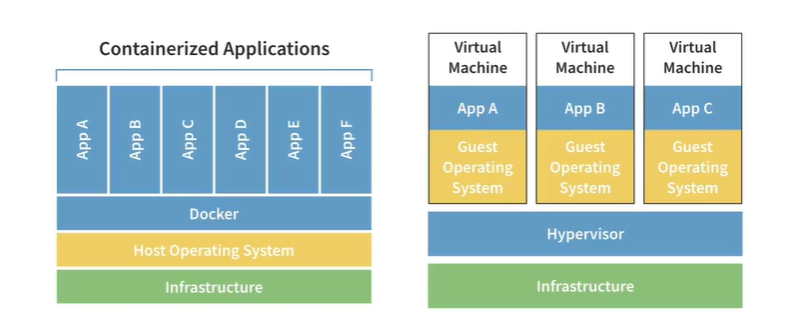 Containerized Applications
App A
App B
App C
App D
App E
App F
Docker
Host Operating System
Infrastructure
Virtual
Machine
App A
Guest
Operating
System
Virtual
Machine
App B
Guest
Operating
System
Virtual
Machine
App C
Guest
Operating
System
Hypervisor
Infrastructure